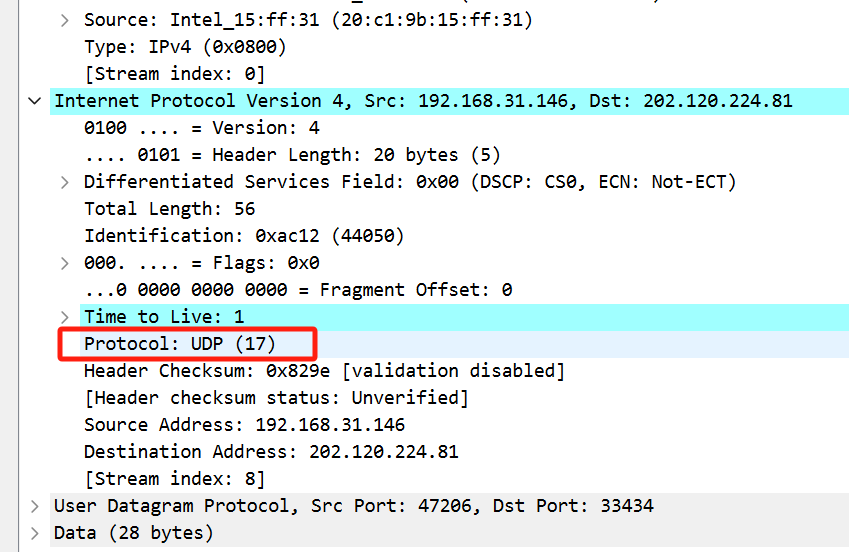 Source: Intel_15:ff:31 (20:c1:9b:15:ff:31)
Type: IPv4 (0x0800)
[Stream index: 0]
Internet Protocol Version 4, Src: 192.168.31.146, Dst: 202.120.224.81
0100 .... = Version: 4
.... 0101 = Header Length: 20 bytes (5)
Differentiated Services Field: 0x00 (DSCP: CS0, ECN: Not-ECT)
Total Length: 56
Identification: 0xac12 (44050)
000. .... = Flags: 0x0
...0 0000 0000 0000 = Fragment Offset: 0
Time to Live: 1
Protocol: UDP (17)
Header Checksum: 0x829e [validation disabled]
[Header checksum status: Unverified]
Source Address: 192.168.31.146
Destination Address: 202.120.224.81
[Stream index: 8]
User Datagram Protocol, Src Port: 47206, Dst Port: 33434
Data (28 bytes)